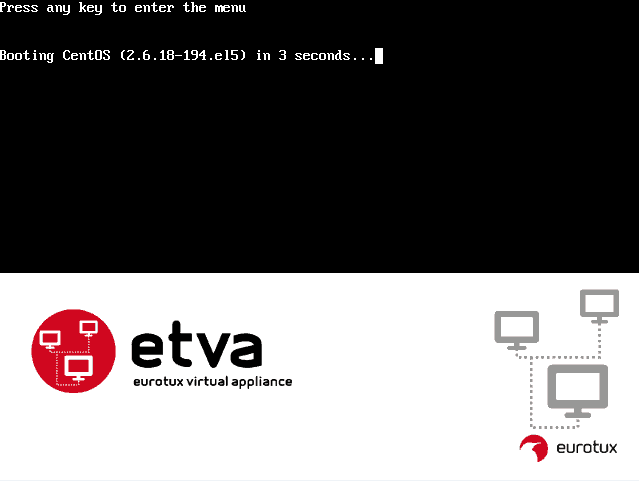 Press any key to enter the menu
Booting CentOS (2.6.18-194.el5) in 3 seconds...
etva
eurotux virtual appliance
eurotux